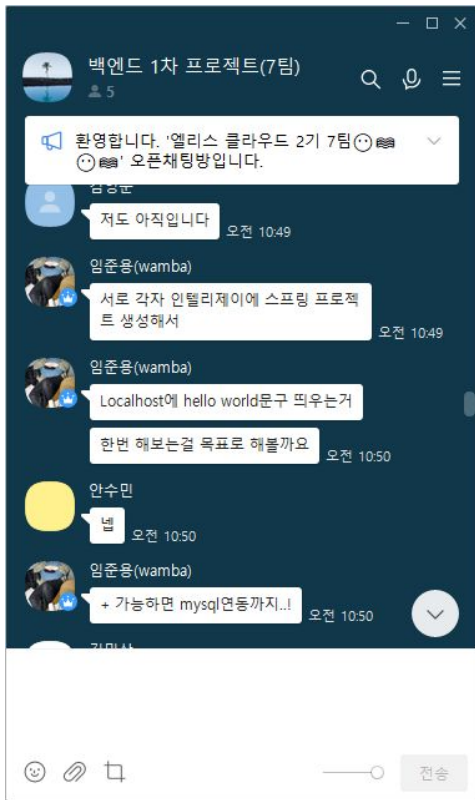 백엔드 1차 프로젝트(7팀)
5
환영합니다. '엘리스 클라우드 2기 7팀
' 오픈채팅방입니다.
저도 아직입니다
오전 10:49
임준용(wamba)
서로 각자 인텔리제이에 스프링 프로젝
트 생성해서
오전 10:49
임준용(wamba)
Localhost에 hello world문구 띄우는거
한번 해보는걸 목표로 해볼까요
오전 10:50
안수민
넵
오전 10:50
임준용(wamba)
+ 가능하면 mysql연동까지..!
오전 10:50
전송